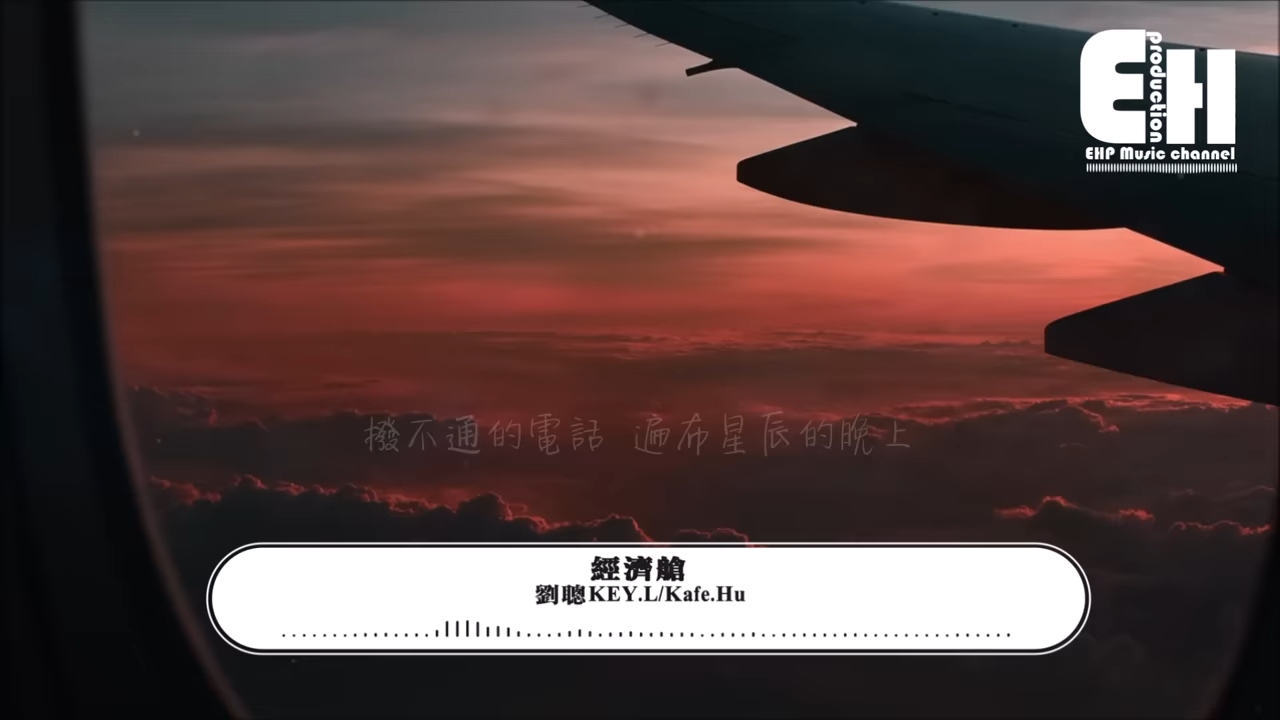 EH
production
EHP Music channel
撥不通的電話 遍布星辰的晚上
經濟艙
劉聰KEY.L/Kafe.Hu